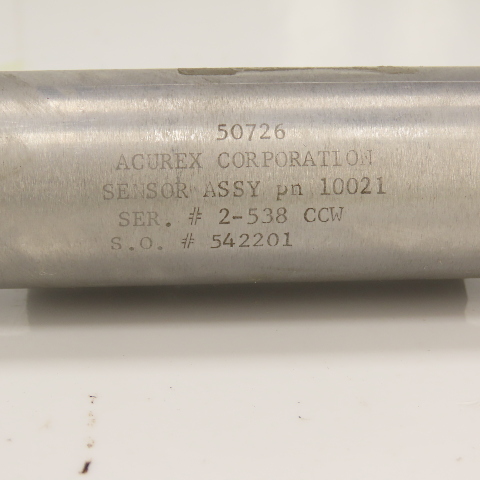 50726
ACUREX CORPORATION
SENSOR ASSY pn 10021
SER. # 2-538 CCW
S.O. # 542201